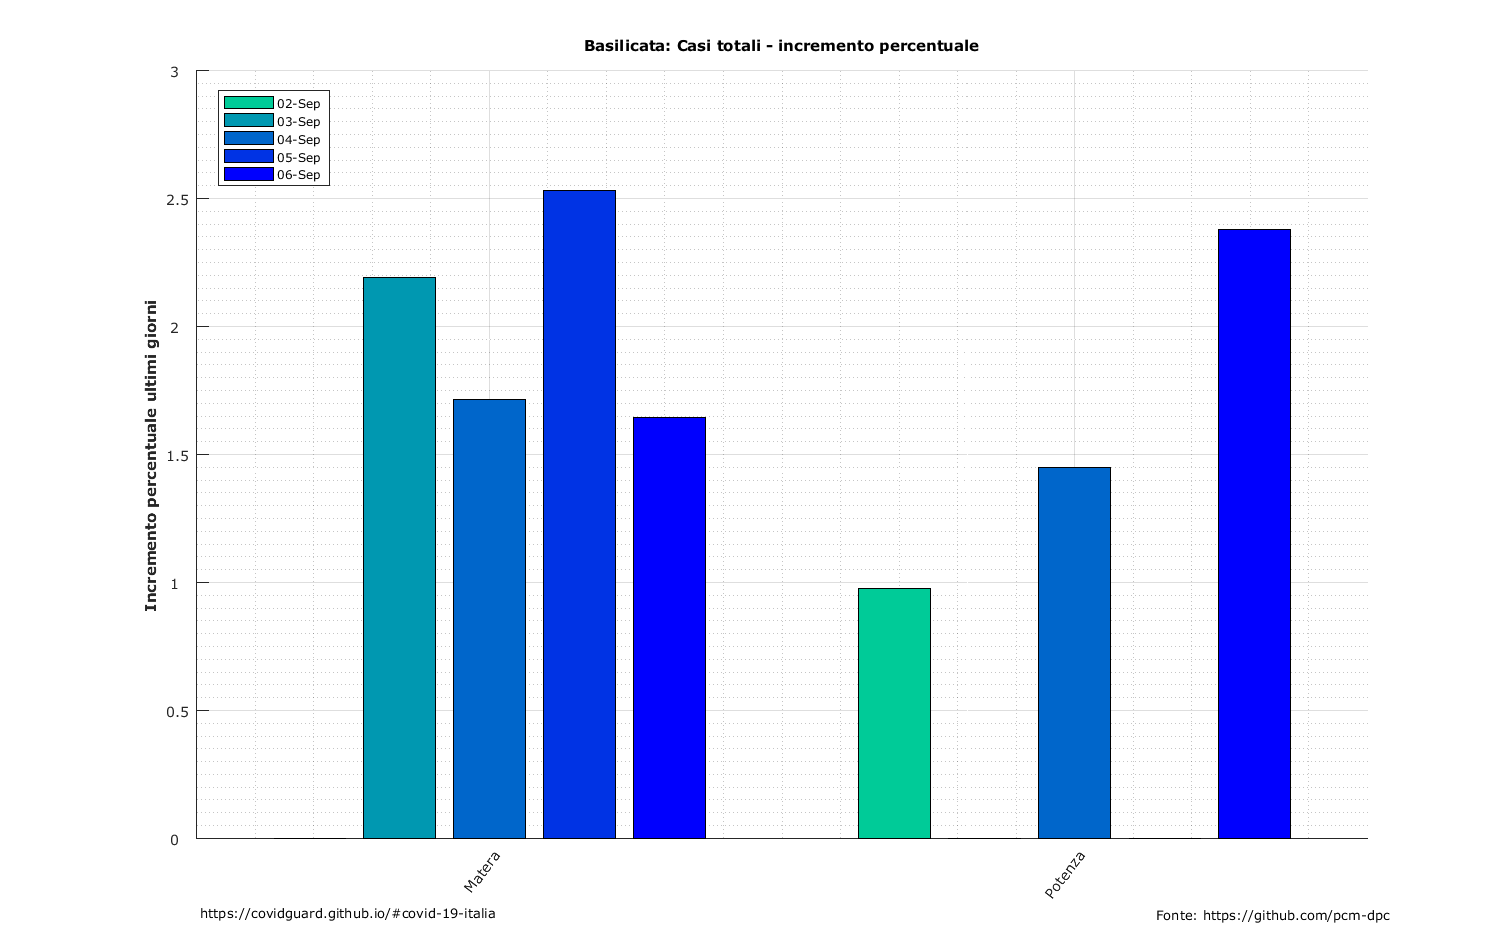 Basilicata: Casi totali - incremento percentuale
3
2.5
2
1.5
1
0.5
0
Incremento percentuale ultimi giorni
02-Sep
03-Sep
04-Sep
05-Sep
06-Sep
Matera
Potenza
https://covidguard.github.io/#covid-19-italia
Fonte: https://github.com/pcm-dpc